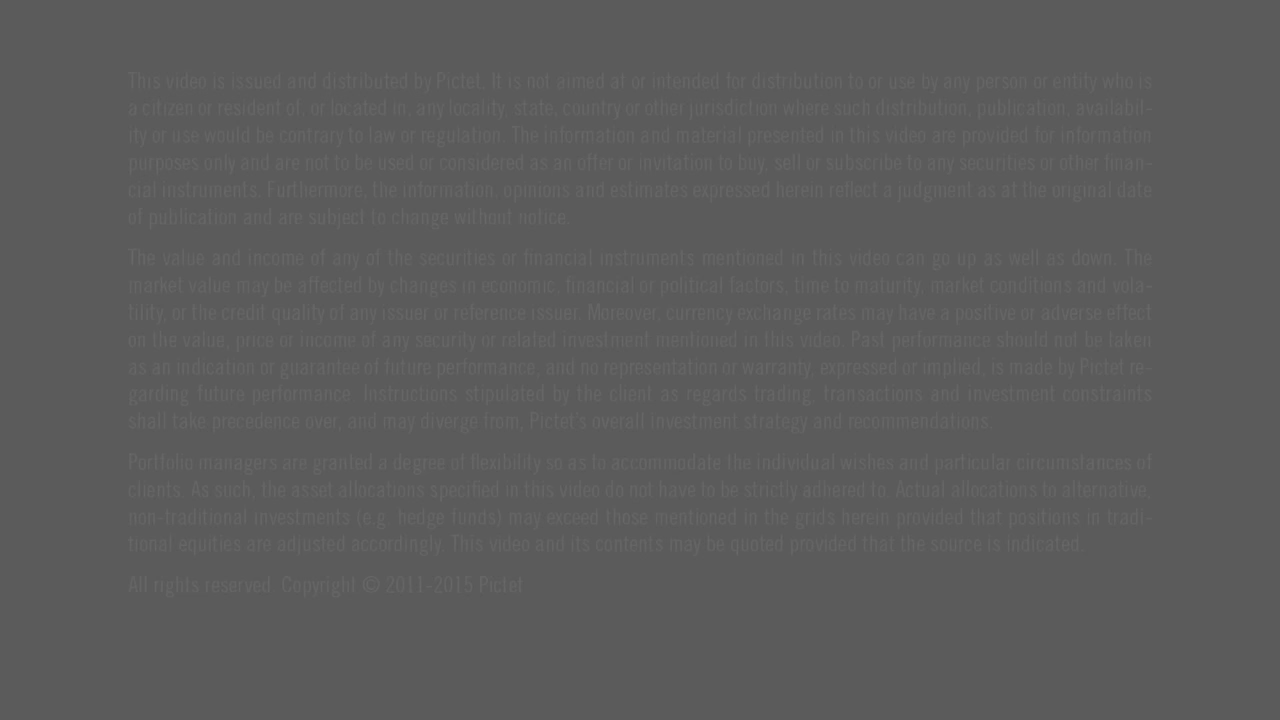 This video is issued and distributed by Pictet. It is not aimed at or intended for distribution to or use by any person or entity who is
a citizen or resident of, or located in, any locality, state, country or other jurisdiction where such distribution, publication, availabil-
ity or use would be contrary to law or regulation. The information and material presented in this video are provided for information
purposes only and are not to be used or considered as an offer or invitation to buy, sell or subscribe to any securities or other finan-
cial instruments. Furthermore, the information, opinions and estimates expressed herein reflect a judgment as at the original date
of publication and are subject to change without notice.
The value and income of any of the securities or financial instruments mentioned in this video can go up as well as down. The
market value may be affected by changes in economic, financial or political factors, time to maturity, market conditions and vola-
tility, or the credit quality of any issuer or reference issuer. Moreover, currency exchange rates may have a positive or adverse effect
on the value, price or income of any security or related investment mentioned in this video. Past performance should not be taken
as an indication or guarantee of future performance, and no representation or warranty, expressed or implied, is made by Pictet re-
garding future performance. Instructions stipulated by the client as regards trading, transactions and investment constraints
shall take precedence over, and may diverge from, Pictet's overall investment strategy and recommendations.
Portfolio managers are granted a degree of flexibility so as to accommodate the individual wishes and particular circumstances of
clients. As such, the asset allocations specified in this video do not have to be strictly adhered to. Actual allocations to alternative,
non-traditional investments (e.g. hedge funds) may exceed those mentioned in the grids herein provided that positions in tradi-
tional equities are adjusted accordingly. This video and its contents may be quoted provided that the source is indicated.
All rights reserved. Copyright © 2011-2015 Pictet